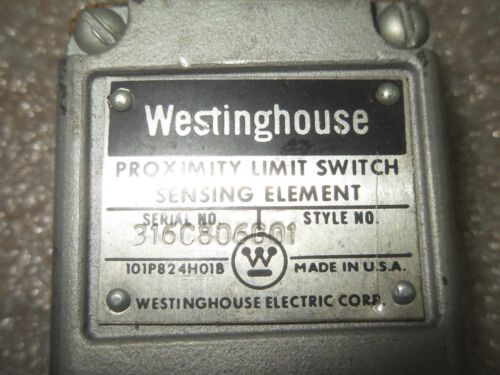 Westinghouse
PROXIMITY LIMIT SWITCH
SENSING ELEMENT
SERIAL NO. STYLE NO.
316C806G01
101P824H01B W MADE IN U.S.A.
WESTINGHOUSE ELECTRIC CORP.